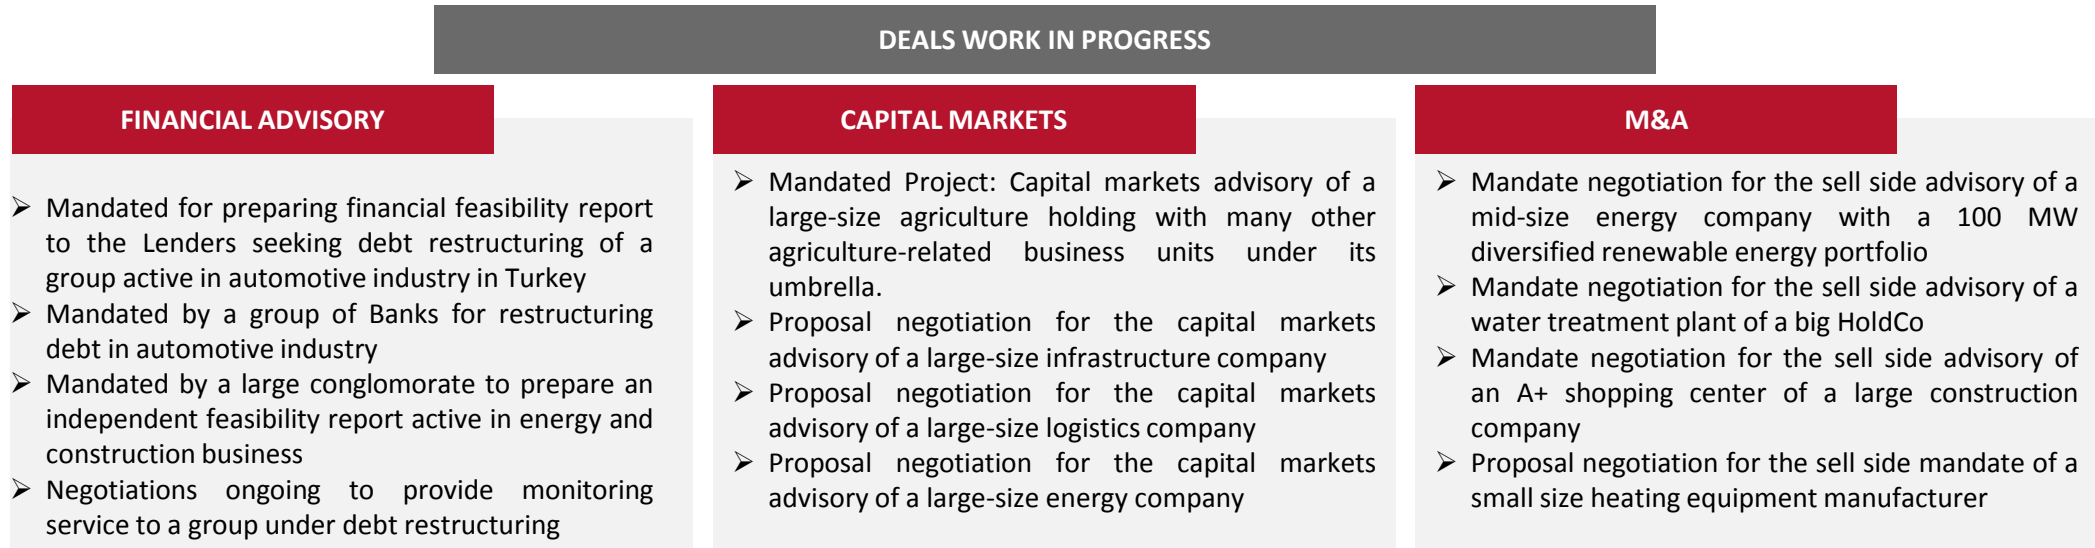 DEALS WORK IN PROGRESS
FINANCIAL ADVISORY
➢ Mandated for preparing financial feasibility report
to the Lenders seeking debt restructuring of a
group active in automotive industry in Turkey
➢ Mandated by a group of Banks for restructuring
debt in automotive industry
➢ Mandated by a large conglomorate to prepare an
independent feasibility report active in energy and
construction business
➢ Negotiations ongoing to provide monitoring
service to a group under debt restructuring
CAPITAL MARKETS
➢ Mandated Project: Capital markets advisory of a
large-size agriculture holding with many other
agriculture-related business units under its
umbrella.
➢ Proposal negotiation for the capital markets
advisory of a large-size infrastructure company
➢ Proposal negotiation for the capital markets
advisory of a large-size logistics company
➢ Proposal negotiation for the capital markets
advisory of a large-size energy company
M&A
➢ Mandate negotiation for the sell side advisory of a
mid-size energy company with a 100 MW
diversified renewable energy portfolio
➢ Mandate negotiation for the sell side advisory of a
water treatment plant of a big HoldCo
➢ Mandate negotiation for the sell side advisory of
an A+ shopping center of a large construction
company
➢ Proposal negotiation for the sell side mandate of a
small size heating equipment manufacturer